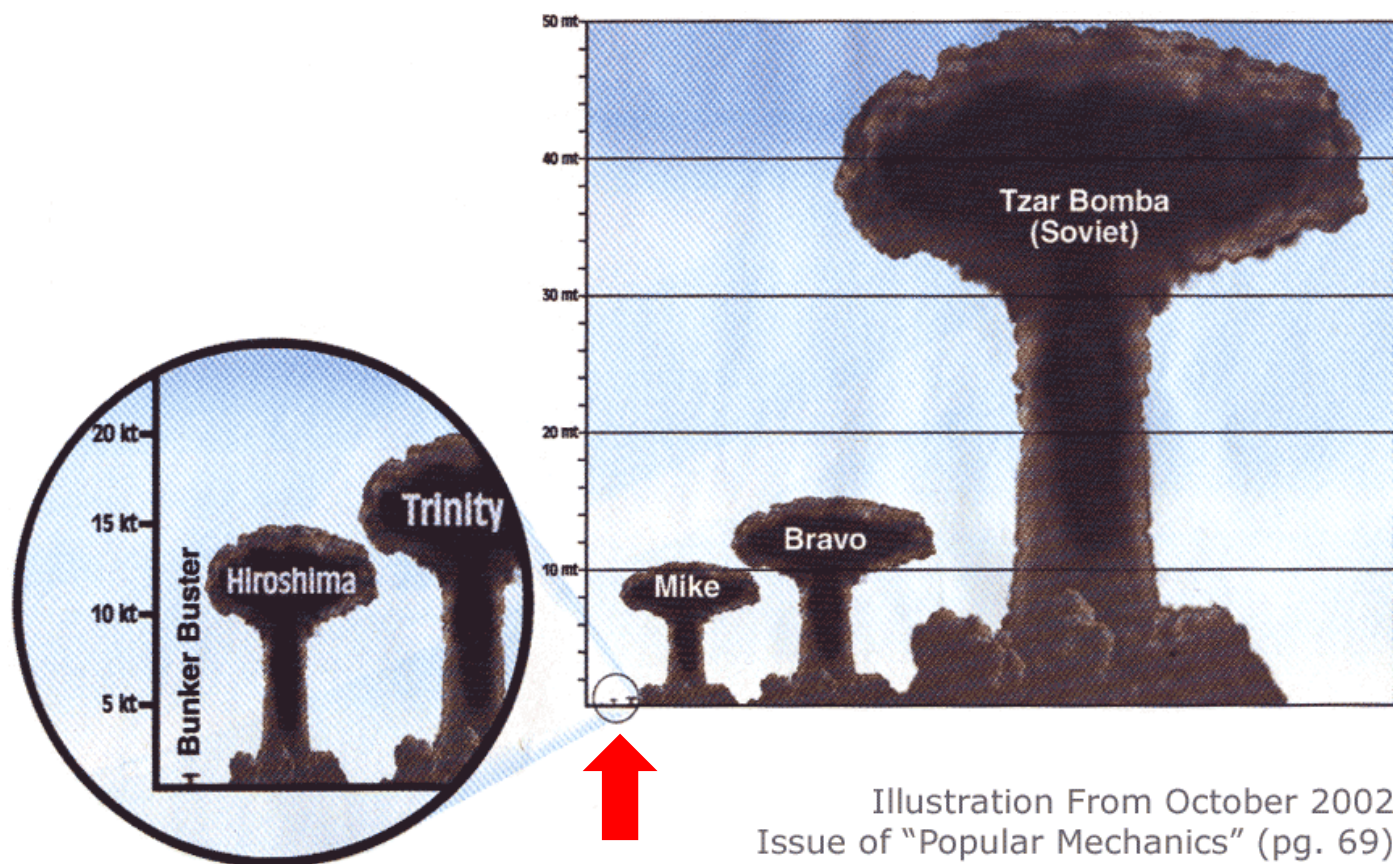 50 mt
40 mt
30 mt
20 mt
10 mt
Tzar Bomba
(Soviet)
Bravo
Mike
20 kt
15 kt
10 kt
5 kt
Bunker Buster
Hiroshima
Trinity
Illustration From October 2002
Issue of “Popular Mechanics” (pg. 69)